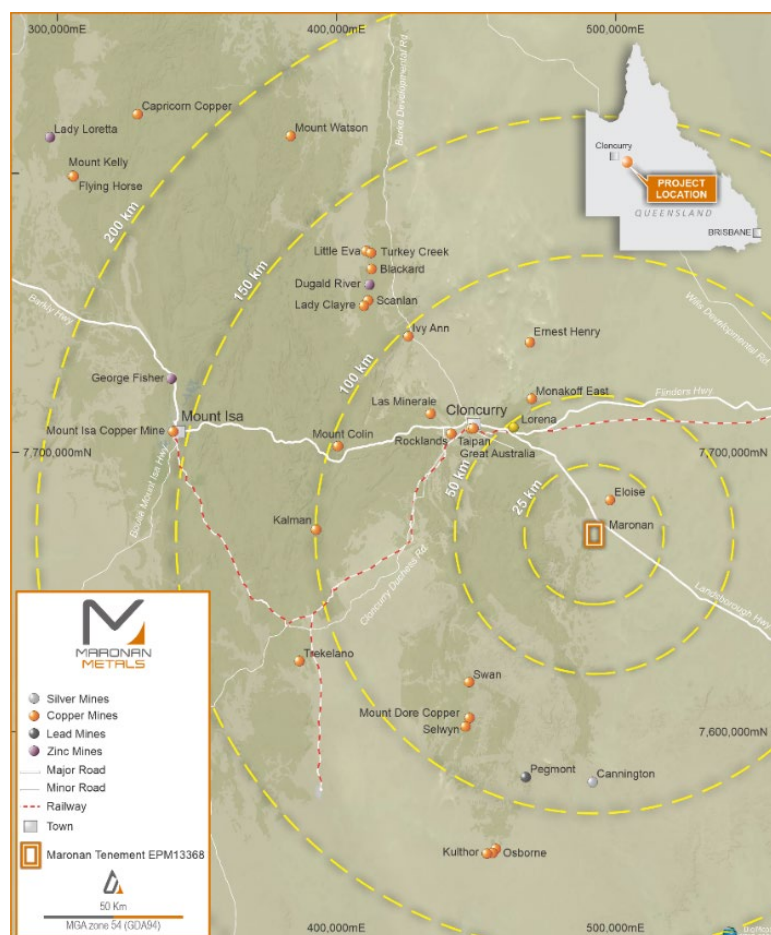 300,000mE
400,000mE
500,000mE
Capricorn Copper
Lady Loretta
Mount Watson
Burke Developmental Rd.
Mount Kelly
Flying Horse
Cloncurry
PROJECT
LOCATION
QUEENSLAND
BRISBANE
200 km
150 km
Little Eva
Turkey Creek
Blackard
Dugald River
Scanlan
Lady Clayre
Wills Developmental Rd.
Barkly Hwy.
Ivy Ann
Ernest Henry
100 km
George Fisher
Monakoff East
Flinders Hwy.
Las Minerale
Cloncurry
Lorena
Mount Isa
Mount Isa Copper Mine
Mount Colin
Rocklands
Taipan
Great Australia
7,700,000mN
7,700,000mN
50 km
25 km
Eloise
Kalman
Maronan
Cloncurry Duchess Rd.
Landsborough Hwy.
MARONAN
METALS
Trekelano
Swan
Silver Mines
Copper Mines
Lead Mines
Zinc Mines
Major Road
Minor Road
Railway
Town
Maronan Tenement EPM13368
50 Km
MGA zone 54 (GDA94)
Mount Dore Copper
Selwyn
7,600,000mN
Pegmont
Cannington
Kulthor
Osborne
400,000mE
500,000mE